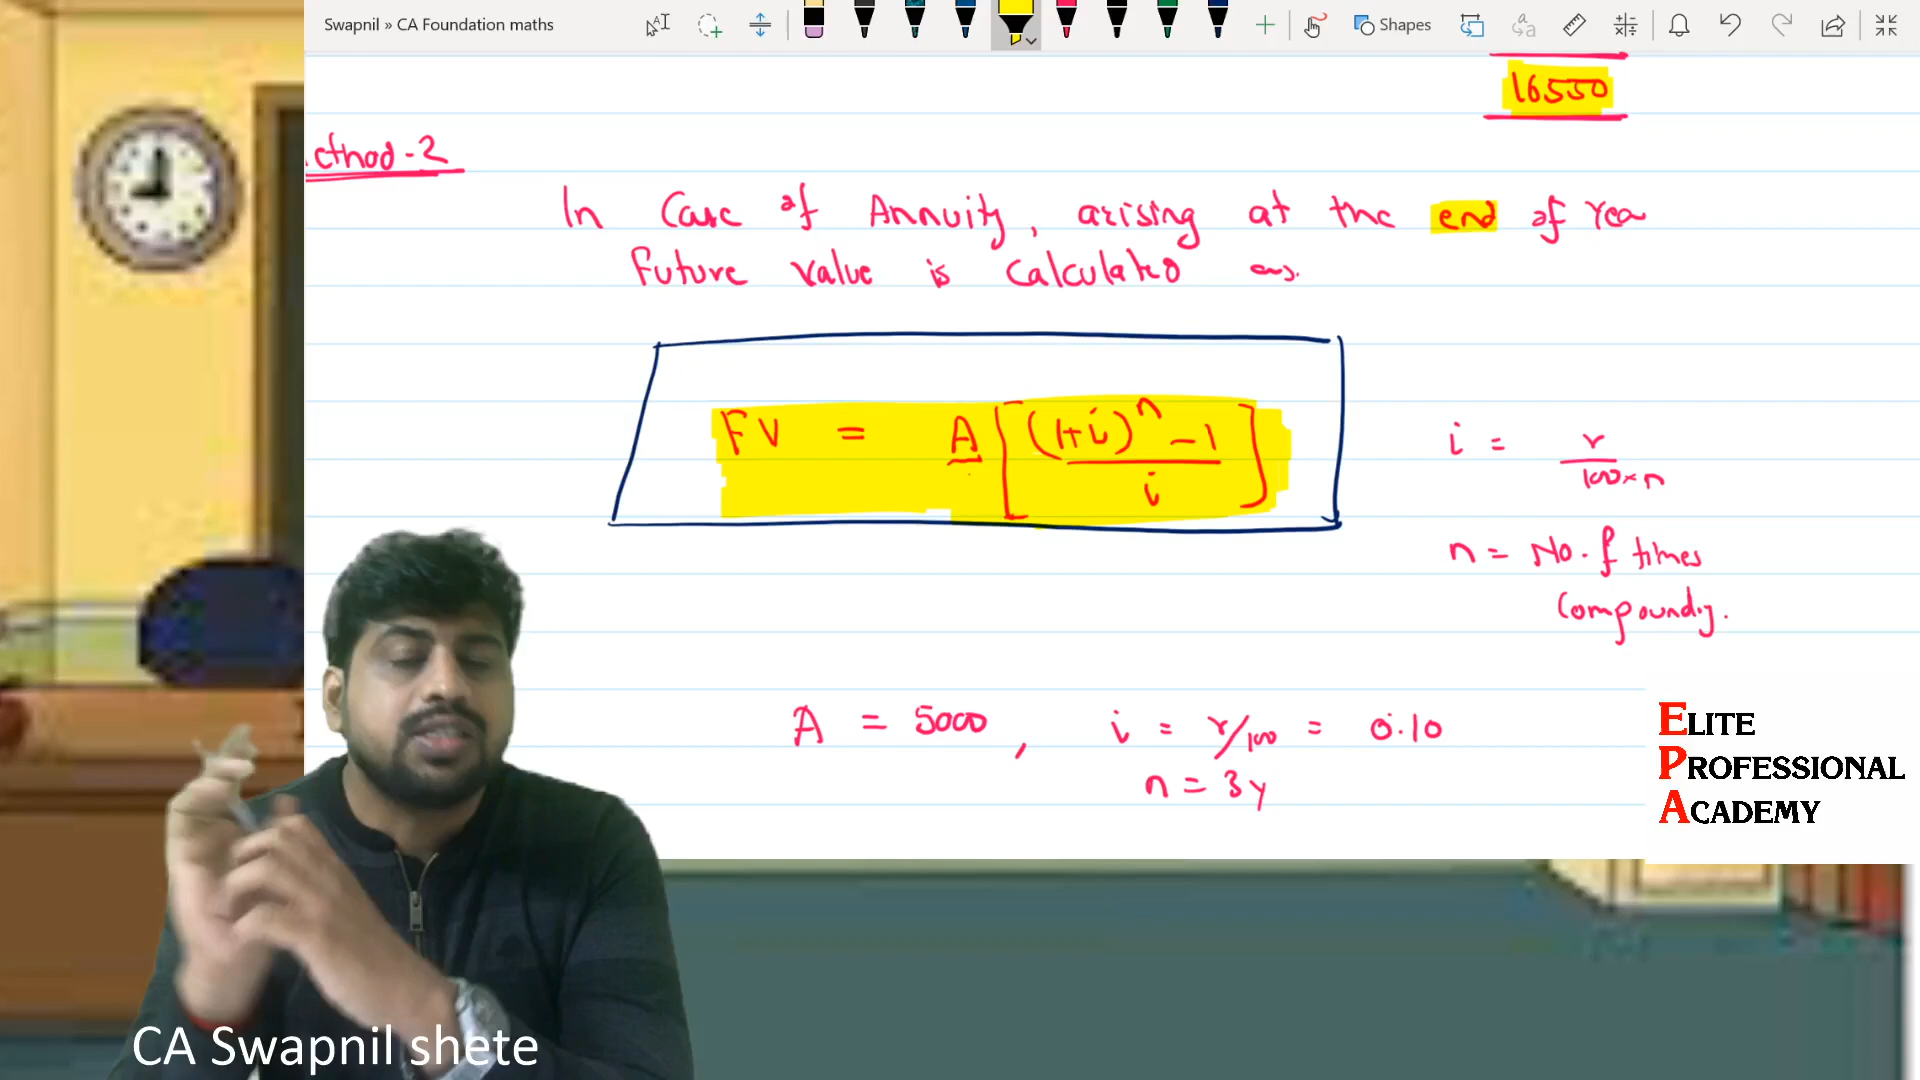 Swapnil » CA Foundation maths
Shapes
16550
ethod - 2
In Case of Annuity, arising at the end of Yea
Future value is Calculated as.
FV = A [ (1+i)^n - 1 / i ]
i = r / 100 × n
n = No. of times
Compoundig.
A = 5000 , i = r/100 = 0.10
n = 3y
ELITE
PROFESSIONAL
ACADEMY
CA Swapnil shete